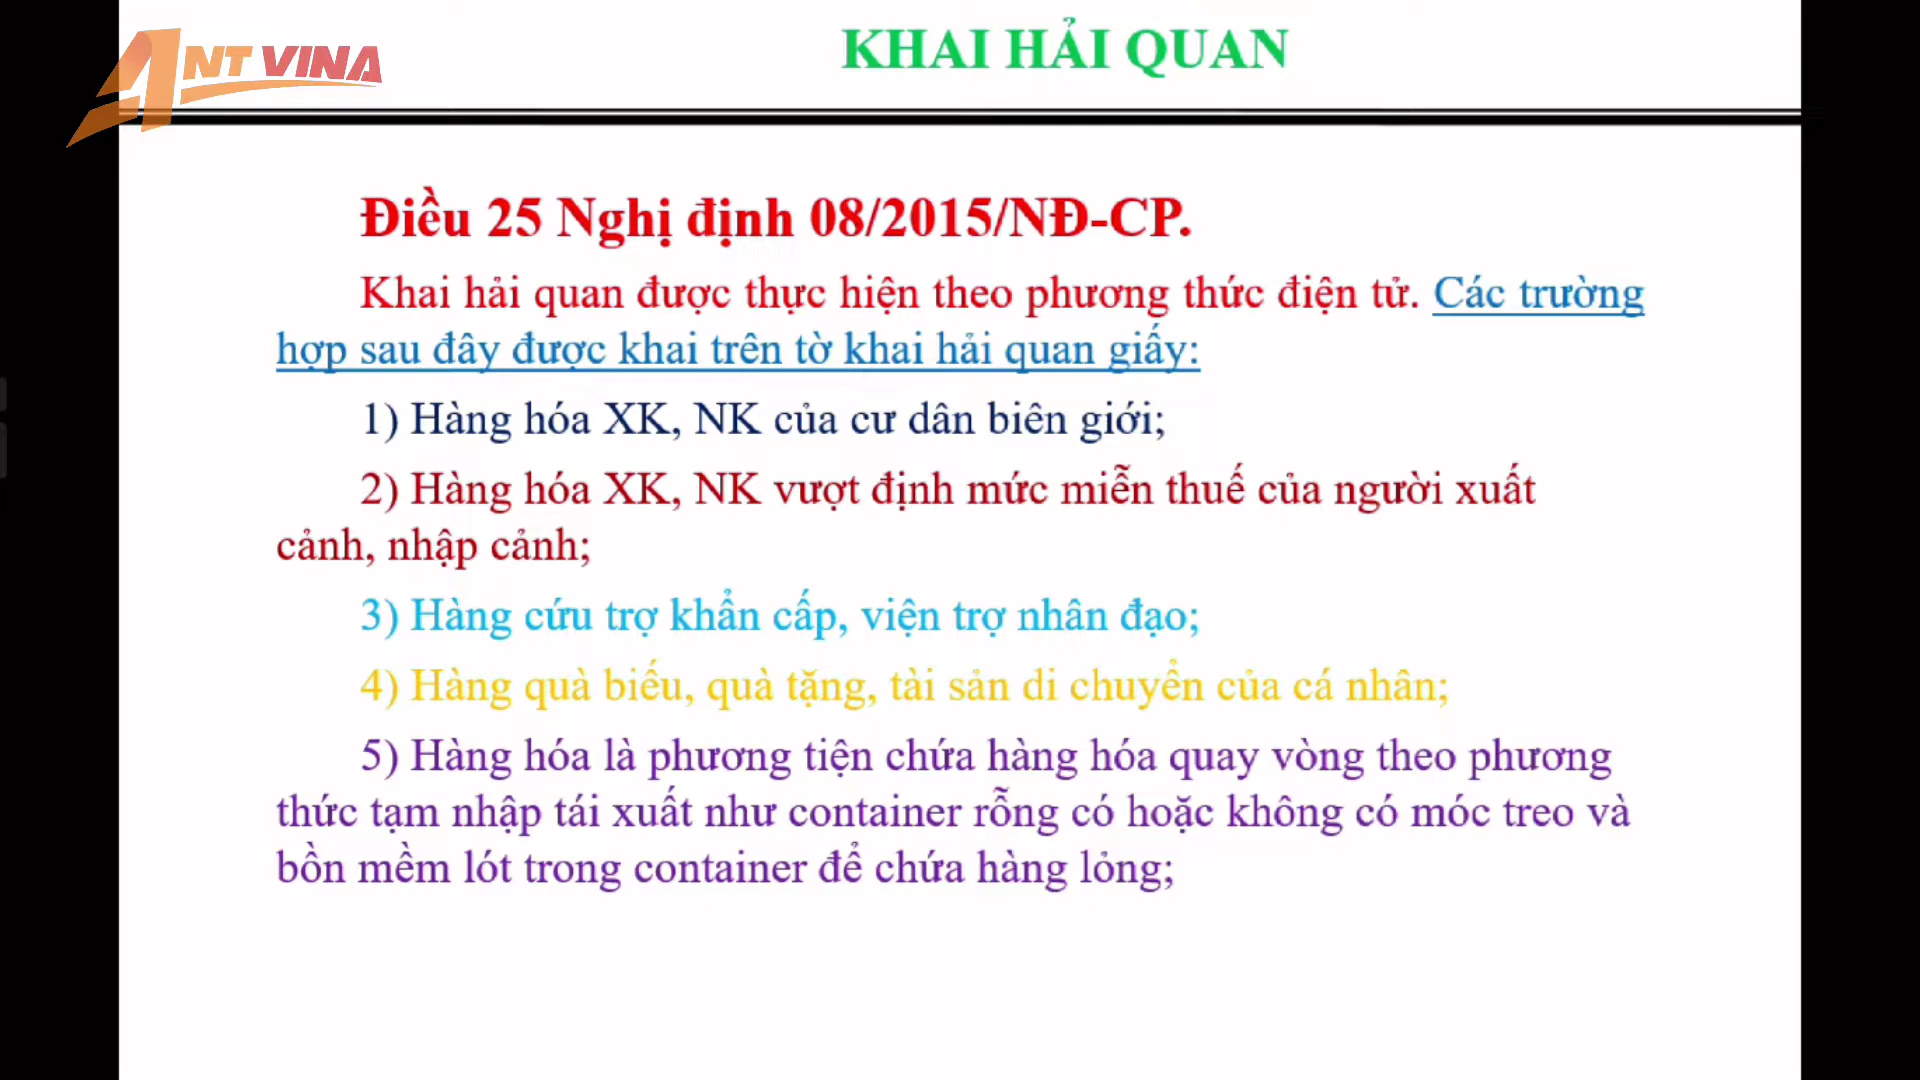 ANT VINA
KHAI HẢI QUAN
Điều 25 Nghị định 08/2015/NĐ-CP.
Khai hải quan được thực hiện theo phương thức điện tử. Các trường
hợp sau đây được khai trên tờ khai hải quan giấy:
1) Hàng hóa XK, NK của cư dân biên giới;
2) Hàng hóa XK, NK vượt định mức miễn thuế của người xuất
cảnh, nhập cảnh;
3) Hàng cứu trợ khẩn cấp, viện trợ nhân đạo;
4) Hàng quà biếu, quà tặng, tài sản di chuyển của cá nhân;
5) Hàng hóa là phương tiện chứa hàng hóa quay vòng theo phương
thức tạm nhập tái xuất như container rỗng có hoặc không có móc treo và
bồn mềm lót trong container để chứa hàng lỏng;